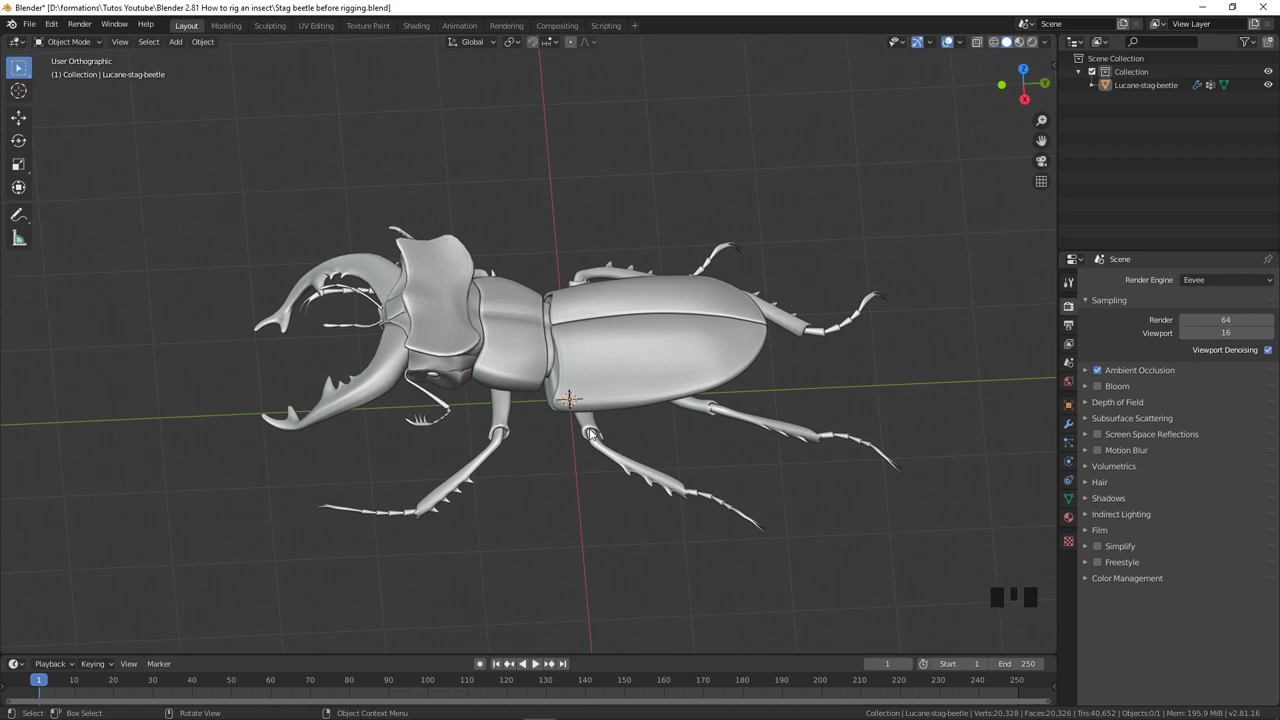 Blender* [D:\formations\Tutos Youtube\Blender 2.81 How to rig an insect\Stag beetle before rigging.blend]
File Edit Render Window Help Layout Modeling Sculpting UV Editing Texture Paint Shading Animation Rendering Compositing Scripting Scene View Layer
Object Mode View Select Add Object Global
User Orthographic
(1) Collection | Lucane-stag-beetle
Z
Y
X
Scene Collection
Collection
Lucane-stag-beetle
Scene
Render Engine Eevee
Sampling
Render 64
Viewport 16
Viewport Denoising
Ambient Occlusion
Bloom
Depth of Field
Subsurface Scattering
Screen Space Reflections
Motion Blur
Volumetrics
Hair
Shadows
Indirect Lighting
Film
Simplify
Freestyle
Color Management
Playback Keying View Marker 1 Start 1 End 250
1 10 20 30 40 50 60 70 80 90 100 110 120 130 140 150 160 170 180 190 200 210 220 230 240 250
Select Box Select Rotate View Object Context Menu Collection | Lucane-stag-beetle | Verts:20,328 | Faces:20,326 | Tris:40,652 | Objects:0/1 | Mem: 195.9 MiB | v2.81.16